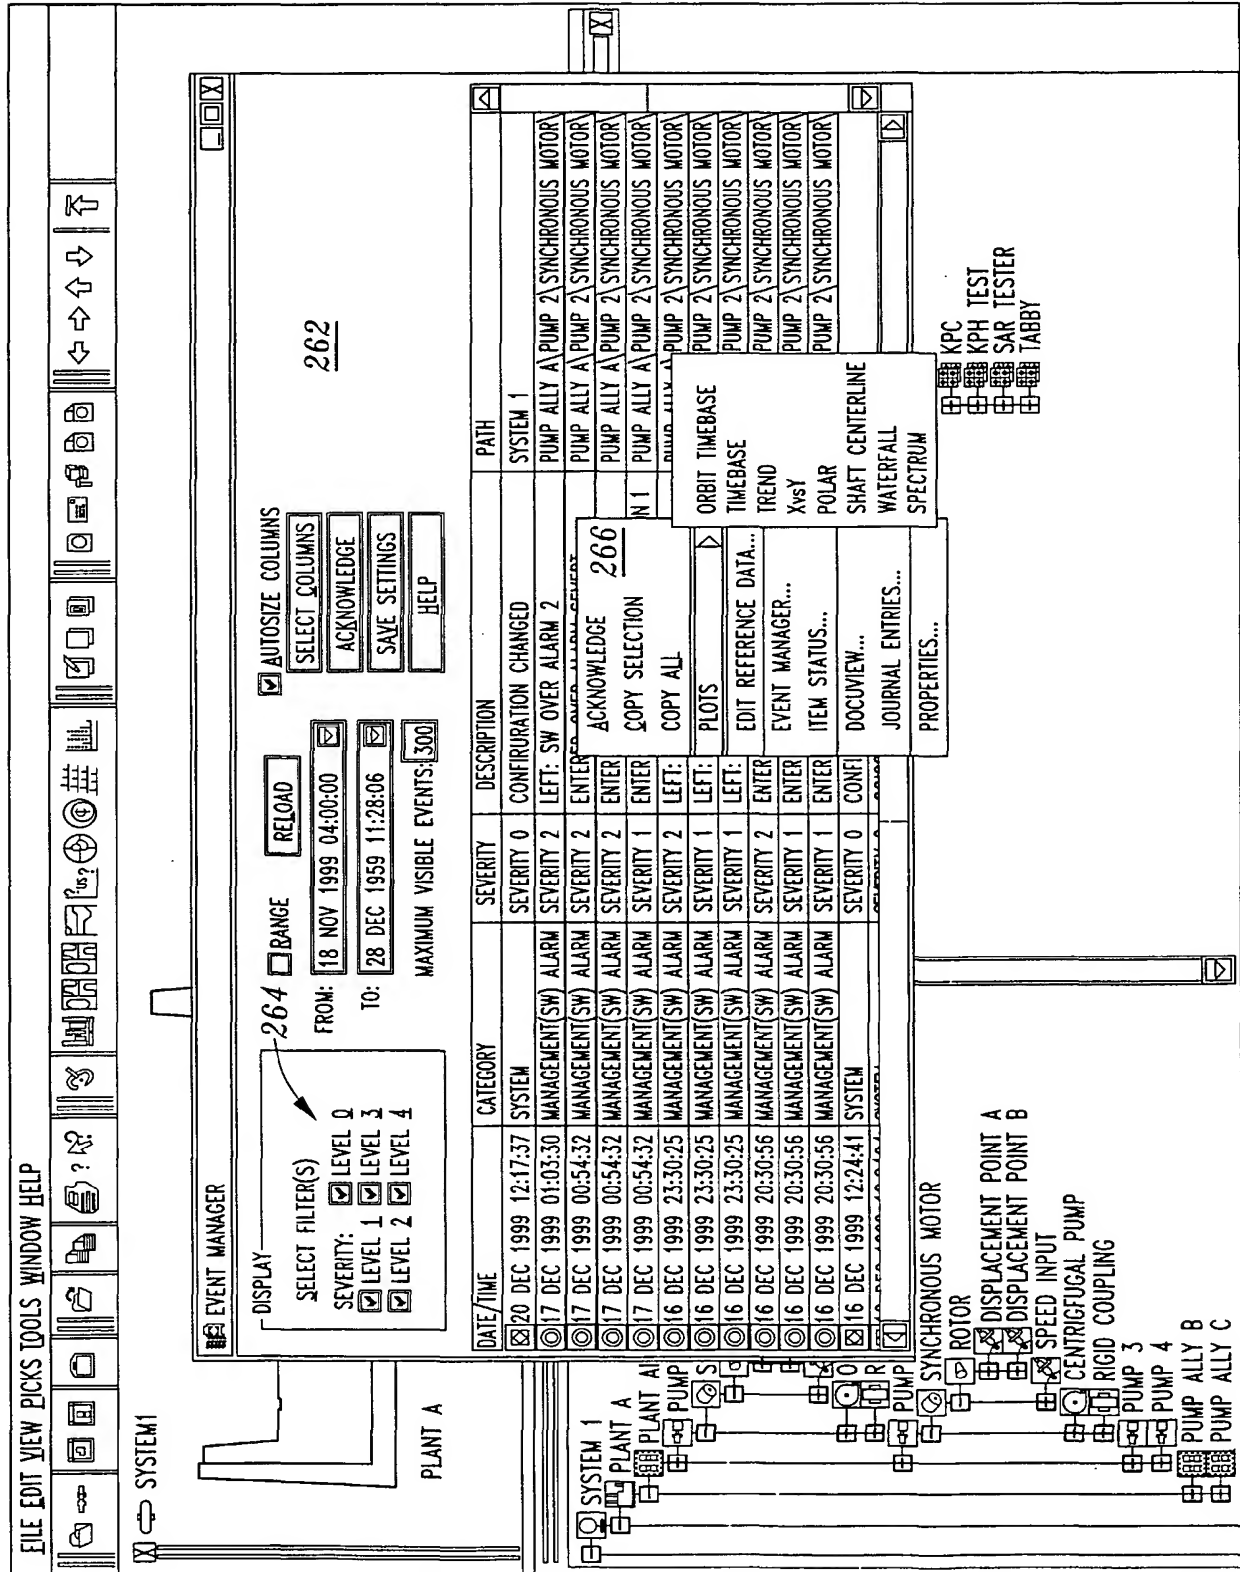 FILE EDIT VIEW PICKS TOOLS WINDOW HELP
SYSTEM1
PLANT A
EVENT MANAGER
DISPLAY
SELECT FILTER(S)
SEVERITY: LEVEL 0
LEVEL 1 LEVEL 3
LEVEL 2 LEVEL 4
264
RANGE
RELOAD
FROM: 18 NOV 1999 04:00:00
TO: 28 DEC 1959 11:28:06
MAXIMUM VISIBLE EVENTS: 300
AUTOSIZE COLUMNS
SELECT COLUMNS
ACKNOWLEDGE
SAVE SETTINGS
HELP
262
DATE/TIME CATEGORY SEVERITY DESCRIPTION PATH
20 DEC 1999 12:17:37 SYSTEM SEVERITY 0 CONFIRURATION CHANGED SYSTEM 1
17 DEC 1999 01:03:30 MANAGEMENT(SW) ALARM SEVERITY 2 LEFT: SW OVER ALARM 2 PUMP ALLY A\ PUMP 2\ SYNCHRONOUS MOTOR\
17 DEC 1999 00:54:32 MANAGEMENT(SW) ALARM SEVERITY 2 ENTERED OVER ALARM SEVERT PUMP ALLY A\ PUMP 2\ SYNCHRONOUS MOTOR\
17 DEC 1999 00:54:32 MANAGEMENT(SW) ALARM SEVERITY 2 ENTER PUMP ALLY A\ PUMP 2\ SYNCHRONOUS MOTOR\
17 DEC 1999 00:54:32 MANAGEMENT(SW) ALARM SEVERITY 1 ENTER N 1 PUMP ALLY A\ PUMP 2\ SYNCHRONOUS MOTOR\
16 DEC 1999 23:30:25 MANAGEMENT(SW) ALARM SEVERITY 2 LEFT: PUMP ALLY A\ PUMP 2\ SYNCHRONOUS MOTOR\
16 DEC 1999 23:30:25 MANAGEMENT(SW) ALARM SEVERITY 1 LEFT: PUMP 2\ SYNCHRONOUS MOTOR\
16 DEC 1999 23:30:25 MANAGEMENT(SW) ALARM SEVERITY 1 LEFT: PUMP 2\ SYNCHRONOUS MOTOR\
16 DEC 1999 20:30:56 MANAGEMENT(SW) ALARM SEVERITY 2 ENTER PUMP 2\ SYNCHRONOUS MOTOR\
16 DEC 1999 20:30:56 MANAGEMENT(SW) ALARM SEVERITY 1 ENTER PUMP 2\ SYNCHRONOUS MOTOR\
16 DEC 1999 20:30:56 MANAGEMENT(SW) ALARM SEVERITY 1 ENTER PUMP 2\ SYNCHRONOUS MOTOR\
16 DEC 1999 12:24:41 SYSTEM SEVERITY 0 CONFI
ACKNOWLEDGE
266
COPY SELECTION
COPY ALL
PLOTS
EDIT REFERENCE DATA...
EVENT MANAGER...
ITEM STATUS...
DOCUVIEW...
JOURNAL ENTRIES...
PROPERTIES...
ORBIT TIMEBASE
TIMEBASE
TREND
XvsY
POLAR
SHAFT CENTERLINE
WATERFALL
SPECTRUM
SYSTEM 1
PLANT A
PLANT AI
PUMP
S
O
R
PUMP
SYNCHRONOUS MOTOR
ROTOR
DISPLACEMENT POINT A
DISPLACEMENT POINT B
SPEED INPUT
CENTRIGFUGAL PUMP
RIGID COUPLING
PUMP 3
PUMP 4
PUMP ALLY B
PUMP ALLY C
KPC
KPH TEST
SAR TESTER
TABBY